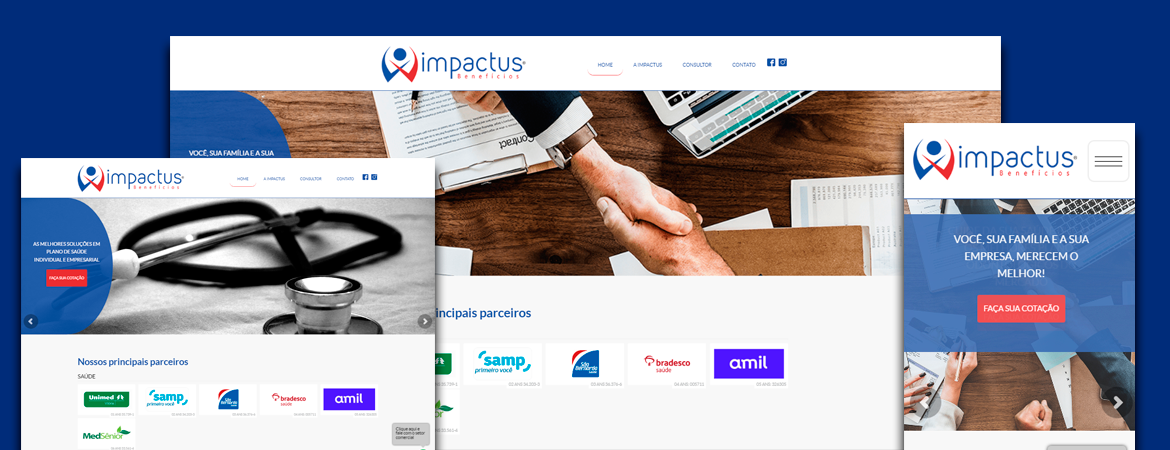 impactus®
Benefícios
HOME A IMPACTUS CONSULTOR CONTATO
Contract
VOCÊ, SUA FAMÍLIA E A SUA
incipais parceiros
samp
primeiro você
São Bernardo
saúde
bradesco
saúde
amil
impactus®
Benefícios
HOME A IMPACTUS CONSULTOR CONTATO
AS MELHORES SOLUÇÕES EM
PLANO DE SAÚDE
INDIVIDUAL E EMPRESARIAL
FAÇA SUA COTAÇÃO
Nossos principais parceiros
SAÚDE
Unimed
samp
primeiro você
São Bernardo
saúde
bradesco
saúde
amil
MedSênior
Clique aqui e
fale com o setor
comercial
impactus®
Benefícios
VOCÊ, SUA FAMÍLIA E A SUA
EMPRESA, MERECEM O
MELHOR!
FAÇA SUA COTAÇÃO